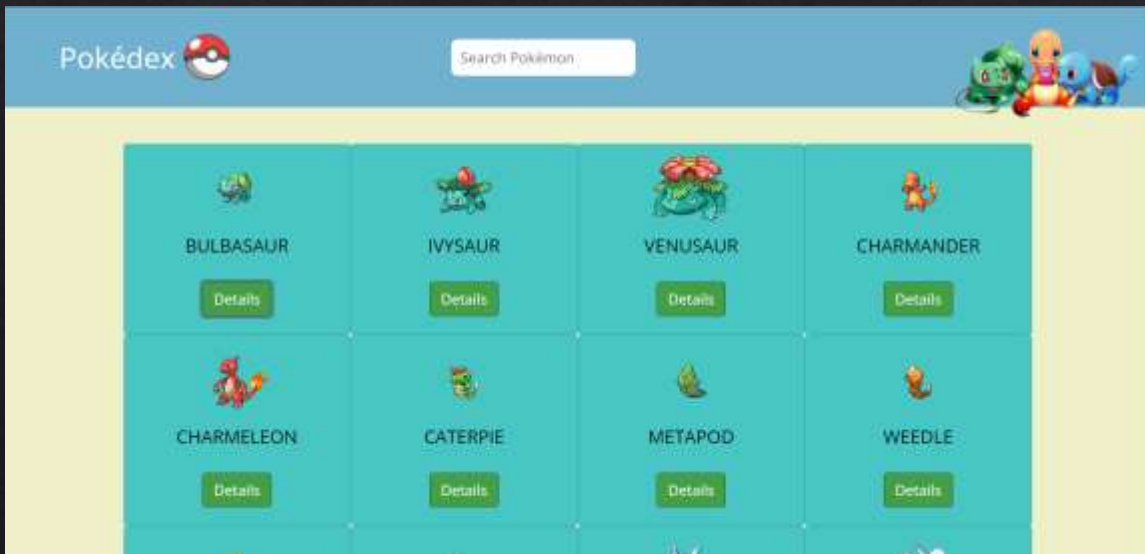 Pokédex
Search Pokémon
BULBASAUR IVYSAUR VENUSAUR CHARMANDER
Details Details Details Details
CHARMELEON CATERPIE METAPOD WEEDLE
Details Details Details Details